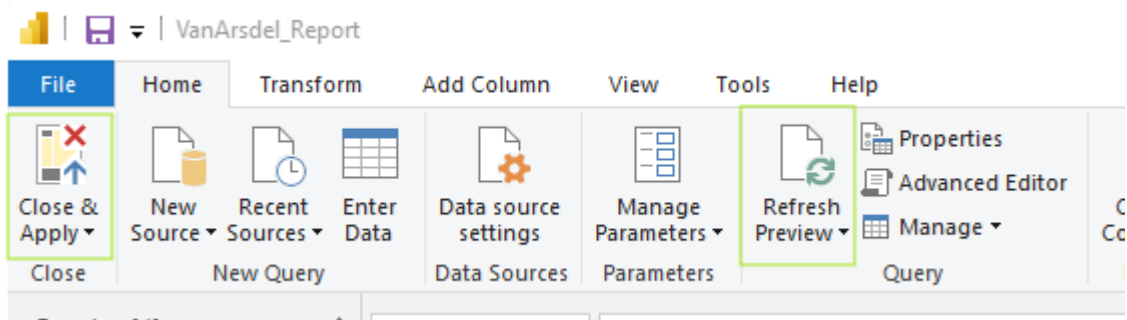 VanArsdel_Report
File Home Transform Add Column View Tools Help
Close & Apply
New Source
Recent Sources
Enter Data
Data source settings
Manage Parameters
Refresh Preview
Properties
Advanced Editor
Manage
Close
New Query
Data Sources
Parameters
Query